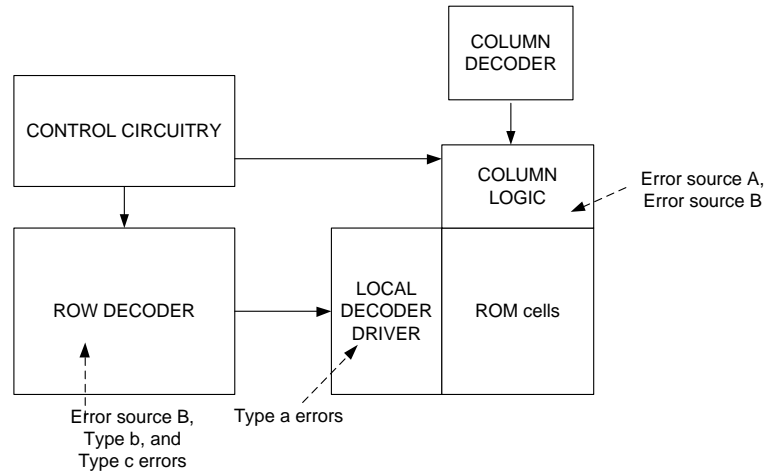 COLUMN
DECODER
CONTROL CIRCUITRY
COLUMN
LOGIC
Error source A,
Error source B
ROW DECODER
LOCAL
DECODER
DRIVER
ROM cells
Error source B,
Type b, and
Type c errors
Type a errors